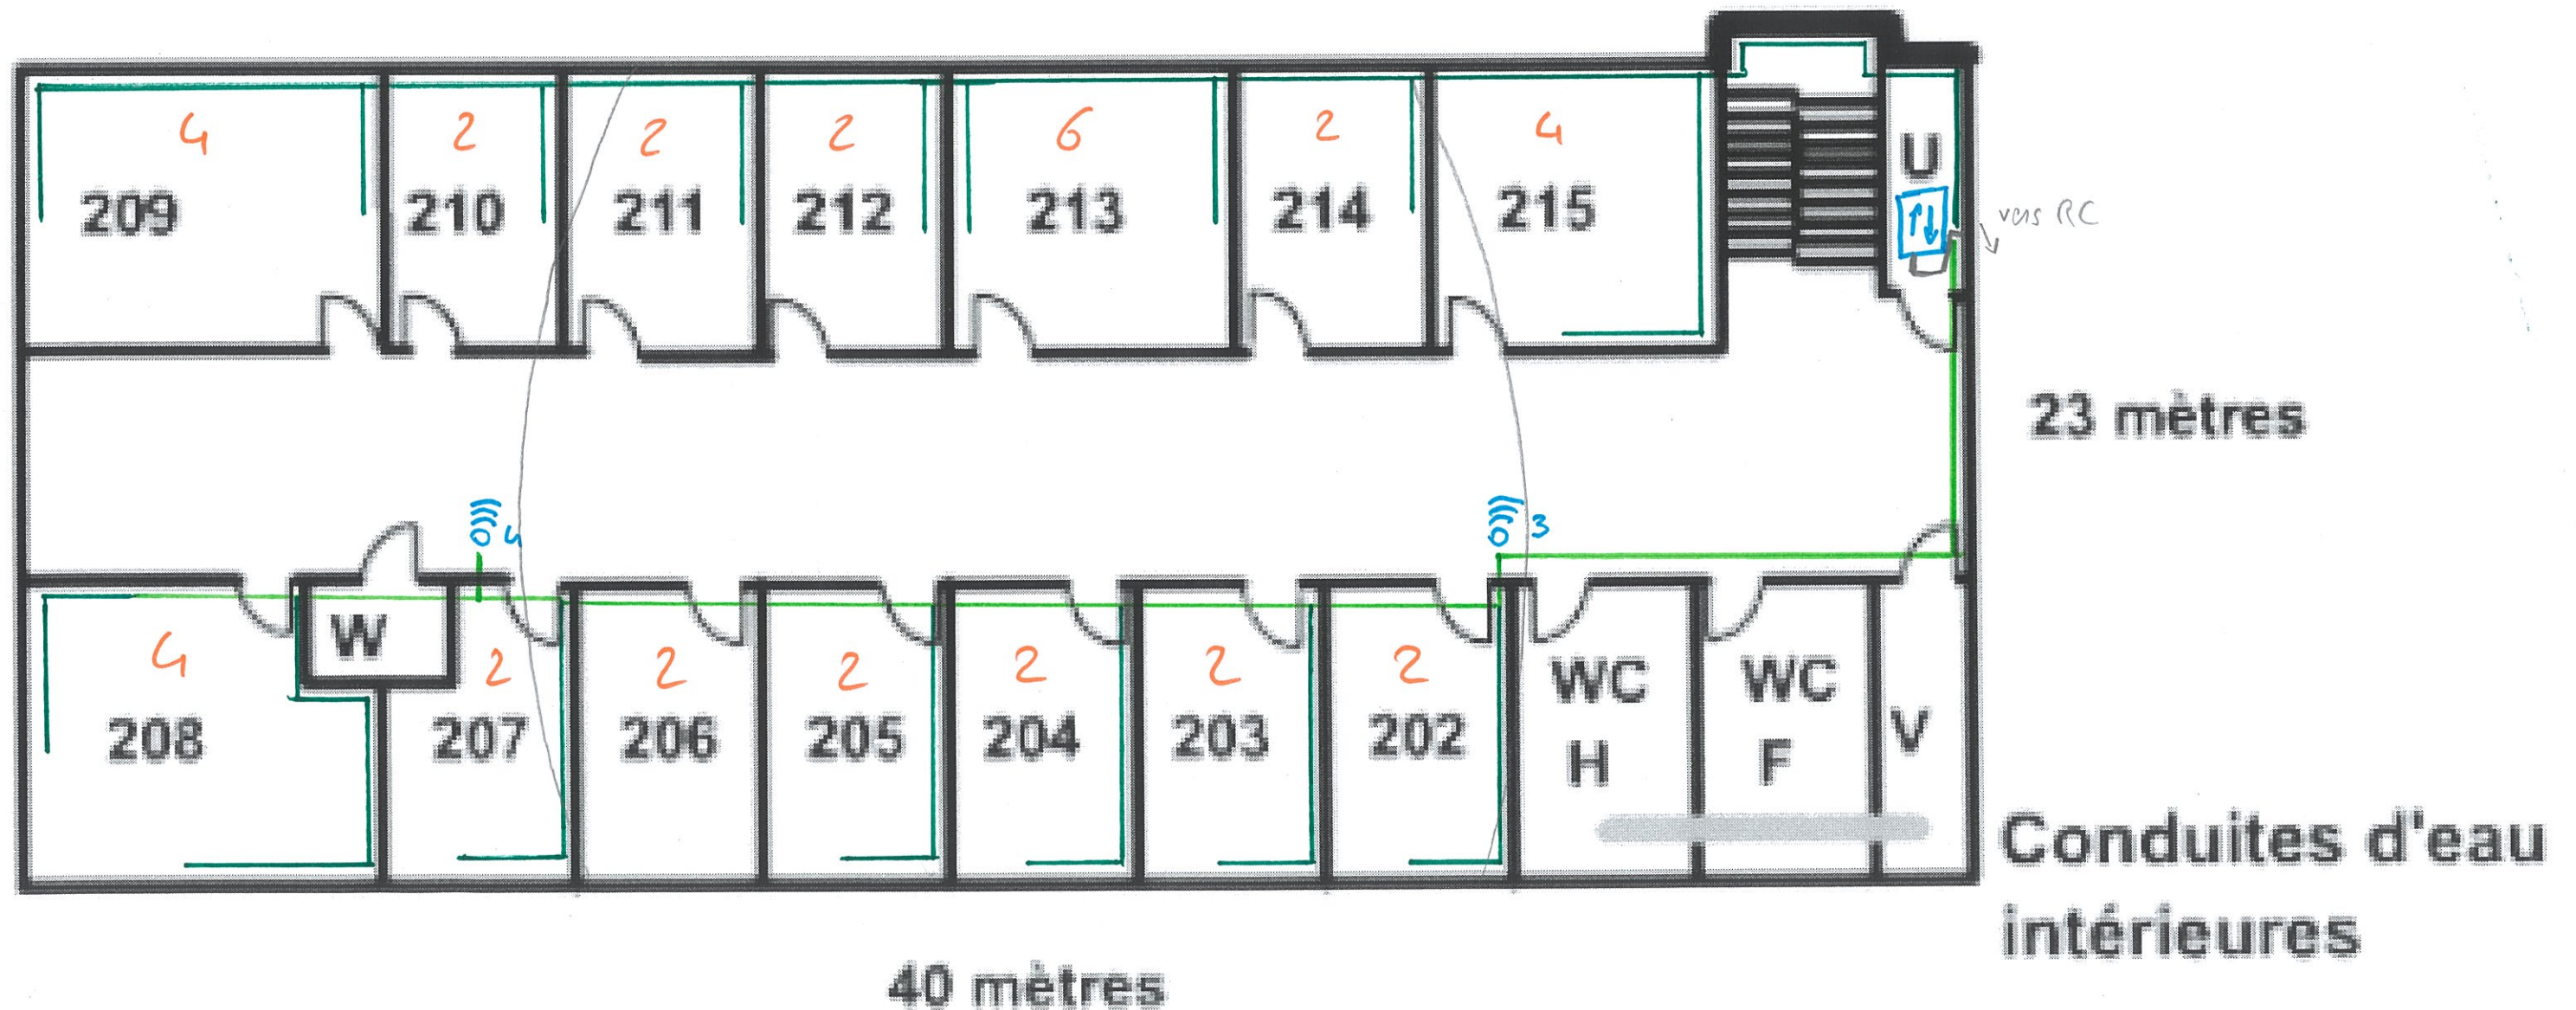 4 2 2 2 6 2 4
209 210 211 212 213 214 215 U
vers RC
23 mètres
4 3
W
4 2 2 2 2 2 2
208 207 206 205 204 203 202 WC WC V
H F
Conduites d'eau
intérieures
40 mètres